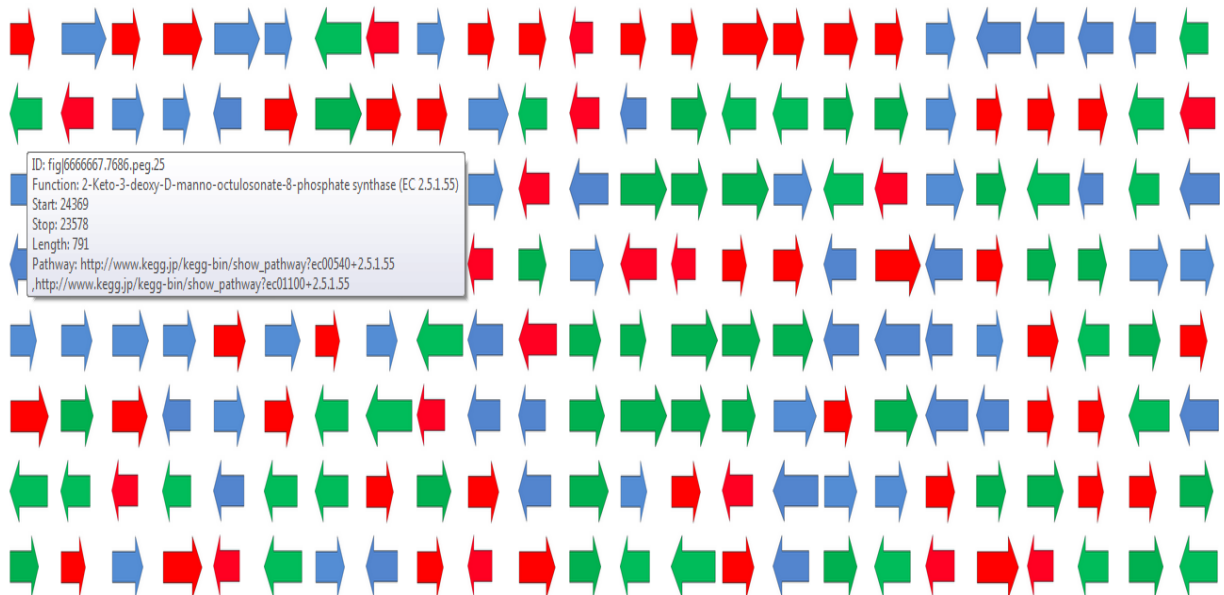 ID: fig|6666667.7686.peg.25
Function: 2-Keto-3-deoxy-D-manno-octulosonate-8-phosphate synthase (EC 2.5.1.55)
Start: 24369
Stop: 23578
Length: 791
Pathway: http://www.kegg.jp/kegg-bin/show_pathway?ec00540+2.5.1.55
,http://www.kegg.jp/kegg-bin/show_pathway?ec01100+2.5.1.55